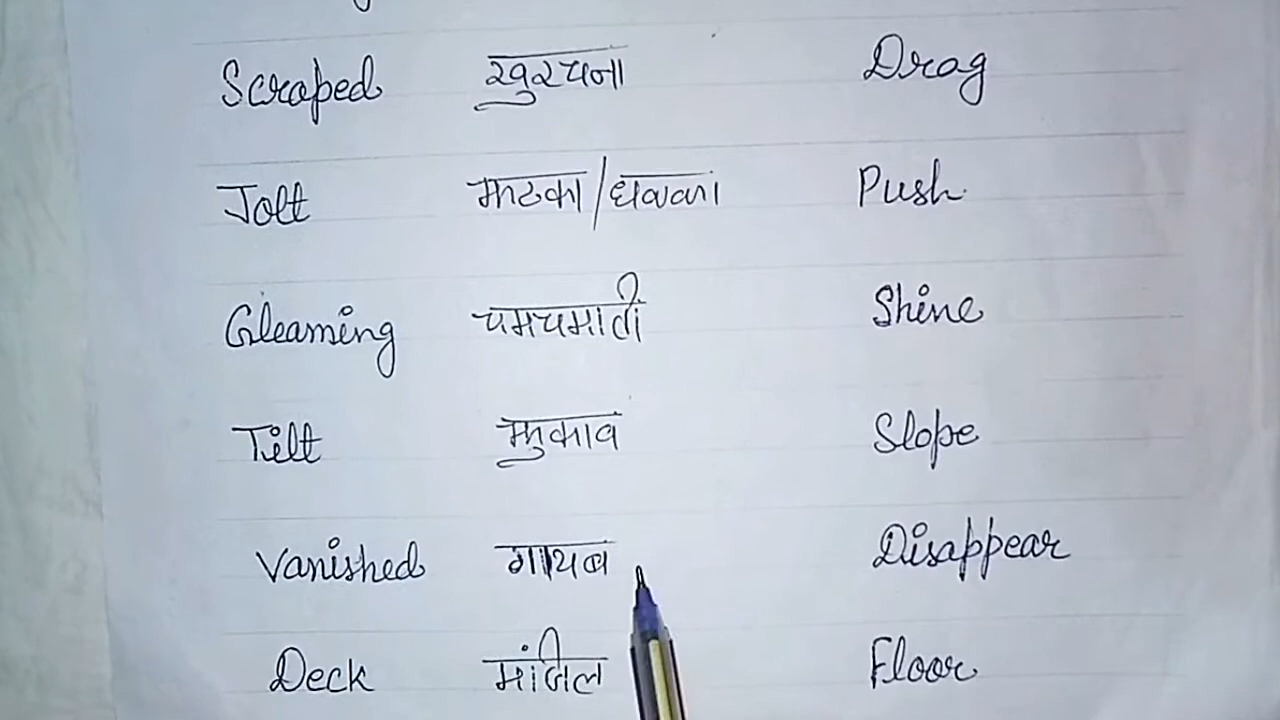 Scraped खुरचना Drag
Jolt झटका/धक्का Push
Gleaming चमचमाती Shine
Tilt झुकाव Slope
Vanished गायब Disappear
Deck मांजिल Floor